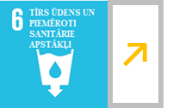 6 TĪRS ŪDENS UN
PIEMĒROTI
SANITĀRIE
APSTĀKĻI